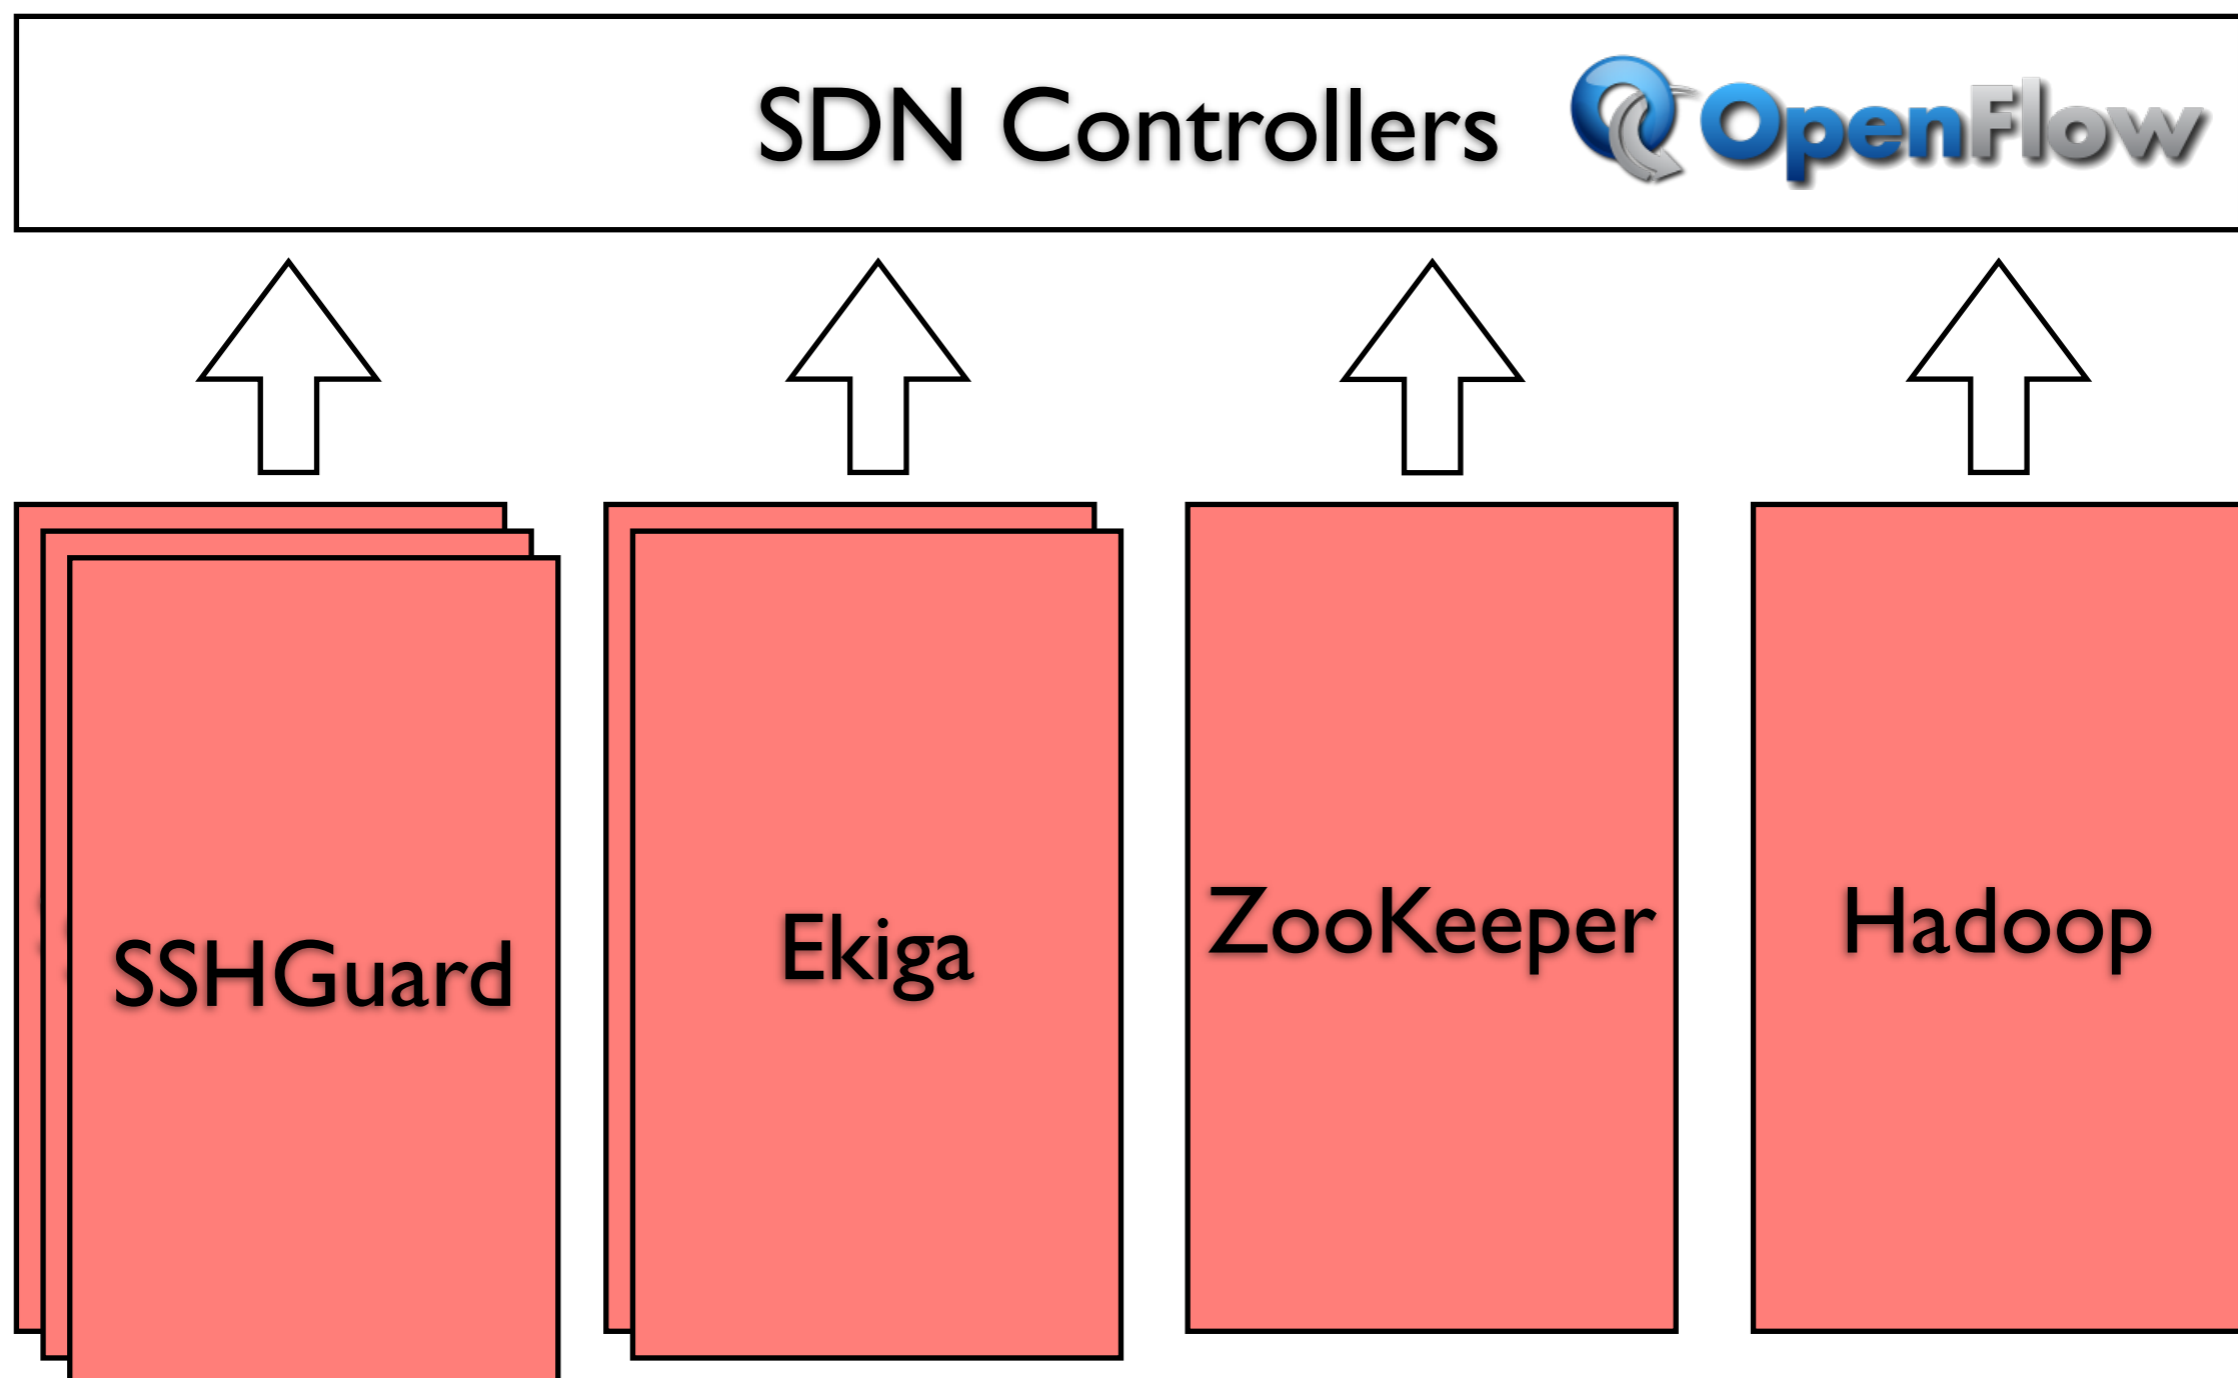 SDN Controllers OpenFlow
SSHGuard
Ekiga
ZooKeeper
Hadoop